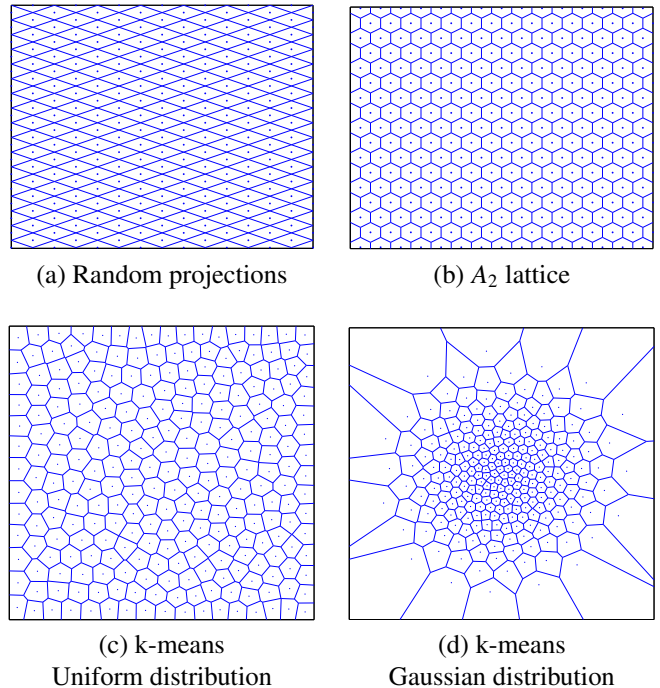 (a) Random projections
(b) A₂ lattice
(c) k-means
Uniform distribution
(d) k-means
Gaussian distribution